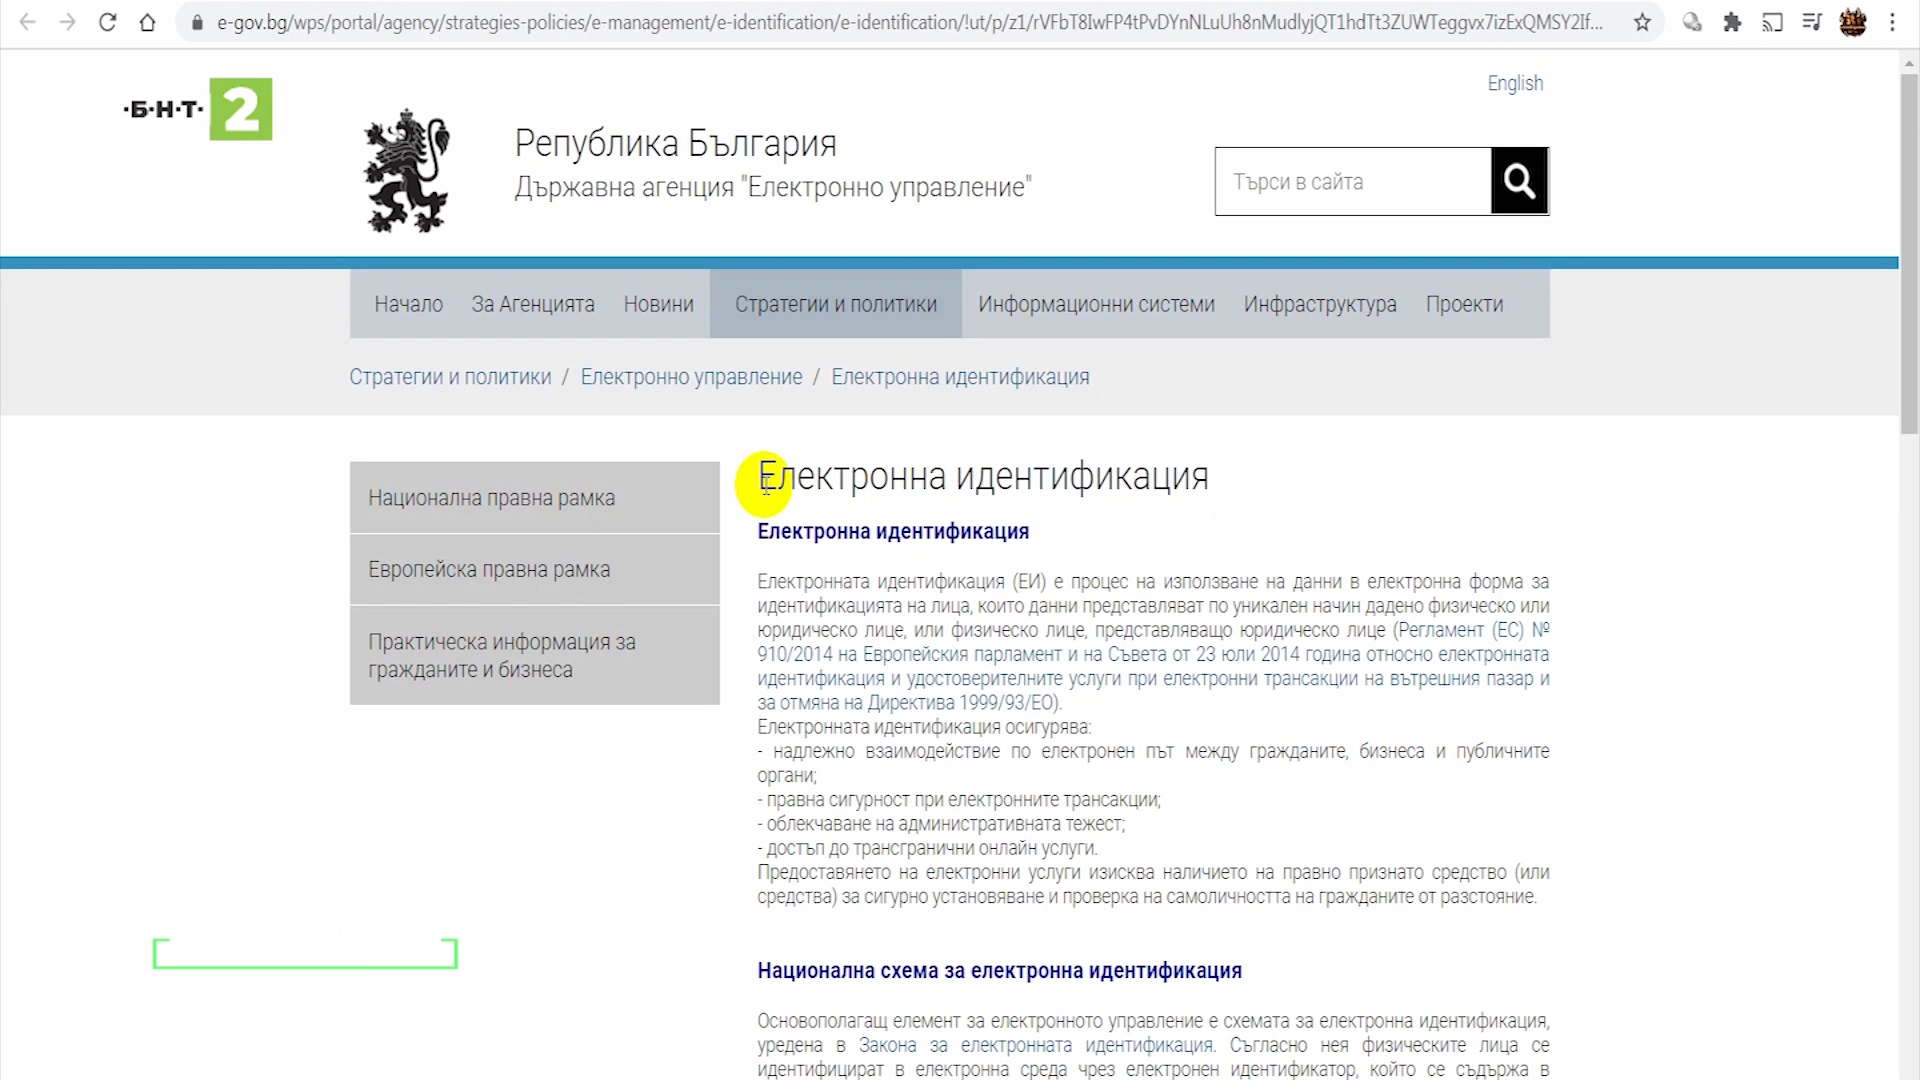 e-gov.bg/wps/portal/agency/strategies-policies/e-management/e-identification/e-identification/!ut/p/z1/rVFbT8IwFP4tPvDYnNLuUh8nMudlyjQT1hdTt3ZUWTeggvx7izExQMSY2If...
English
·Б·Н·Т· 2
Република България
Държавна агенция "Електронно управление"
Търси в сайта
Начало За Агенцията Новини Стратегии и политики Информационни системи Инфраструктура Проекти
Стратегии и политики / Електронно управление / Електронна идентификация
Национална правна рамка
Европейска правна рамка
Практическа информация за
гражданите и бизнеса
Електронна идентификация
Електронна идентификация
Електронната идентификация (ЕИ) е процес на използване на данни в електронна форма за
идентификацията на лица, които данни представляват по уникален начин дадено физическо или
юридическо лице, или физическо лице, представляващо юридическо лице (Регламент (ЕС) №
910/2014 на Европейския парламент и на Съвета от 23 юли 2014 година относно електронната
идентификация и удостоверителните услуги при електронни трансакции на вътрешния пазар и
за отмяна на Директива 1999/93/ЕО).
Електронната идентификация осигурява:
- надлежно взаимодействие по електронен път между гражданите, бизнеса и публичните
органи;
- правна сигурност при електронните трансакции;
- облекчаване на административната тежест;
- достъп до трансгранични онлайн услуги.
Предоставянето на електронни услуги изисква наличието на правно признато средство (или
средства) за сигурно установяване и проверка на самоличността на гражданите от разстояние.
Национална схема за електронна идентификация
Основополагащ елемент за електронното управление е схемата за електронна идентификация,
уредена в Закона за електронната идентификация. Съгласно нея физическите лица се
идентифицират в електронна среда чрез електронен идентификатор, който се съдържа в